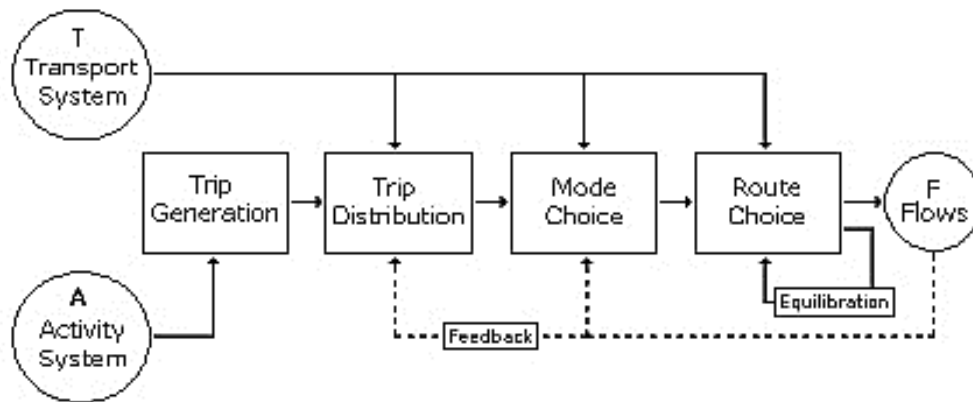 T
Transport
System
Trip
Generation
Trip
Distribution
Mode
Choice
Route
Choice
F
Flows
A
Activity
System
Equilibration
Feedback